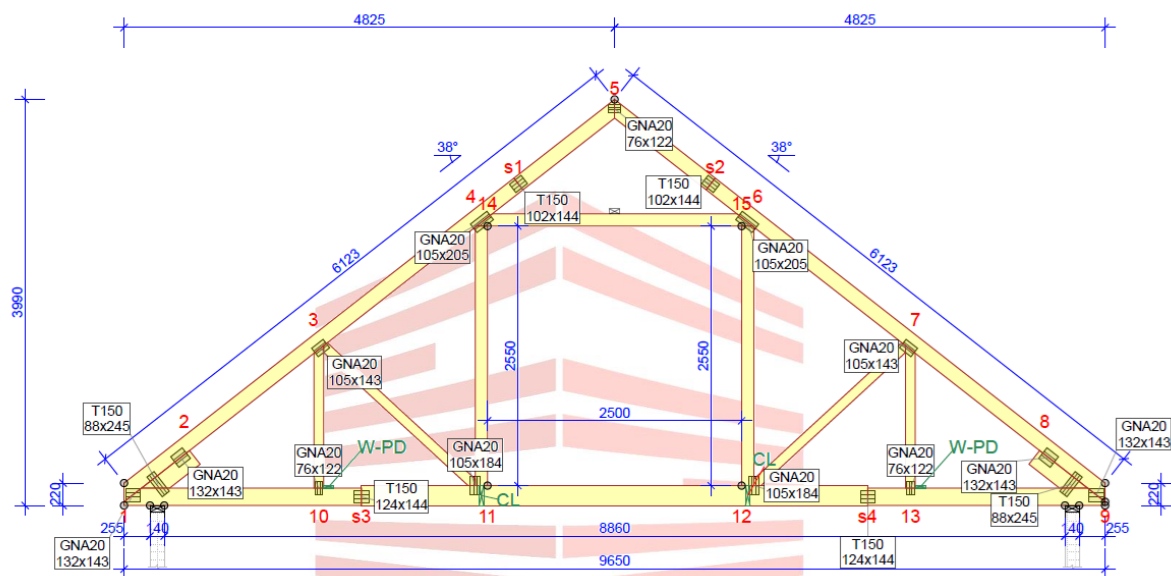 4825
4825
5
GNA20
76x122
38°
38°
s1
s2
T150
102x144
4
14
T150
102x144
15
6
GNA20
105x205
GNA20
105x205
6123
6123
3990
3
7
2550
2550
GNA20
105x143
GNA20
105x143
T150
88x245
2
2500
8
GNA20
132x143
W-PD
CL
W-PD
GNA20
76x122
GNA20
105x184
GNA20
76x122
GNA20
132x143
GNA20
132x143
220
T150
124x144
CL
GNA20
105x184
T150
88x245
220
1
10
s3
11
12
s4
13
9
255
140
8860
140
255
GNA20
132x143
T150
124x144
9650